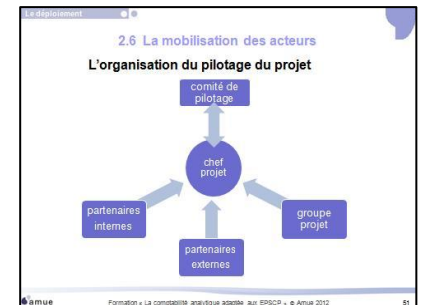 Le déploiement
2.6 La mobilisation des acteurs
L'organisation du pilotage du projet
comité de
pilotage
chef
projet
partenaires
internes
groupe
projet
partenaires
externes
amue
Formation « La comptabilité analytique adaptée aux EPSCP » © Amue 2012
51